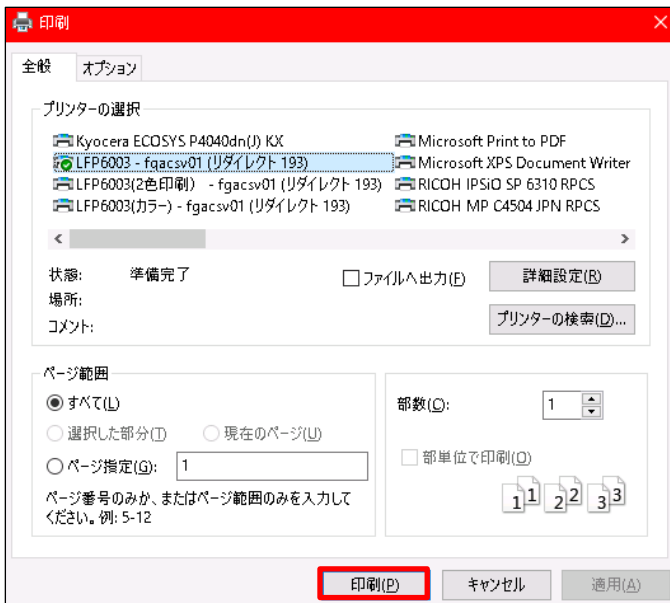 印刷
全般 オプション
プリンターの選択
Kyocera ECOSYS P4040dn(J) KX
LFP6003 - fqacsv01 (リダイレクト 193)
LFP6003(2色印刷) - fgacsv01 (リダイレクト 193)
LFP6003(カラー) - fgacsv01 (リダイレクト 193)
Microsoft Print to PDF
Microsoft XPS Document Writer
RICOH IPSiO SP 6310 RPCS
RICOH MP C4504 JPN RPCS
状態: 準備完了
場所:
コメント:
ファイルへ出力(F)
詳細設定(R)
プリンターの検索(D)...
ページ範囲
すべて(L)
選択した部分(T) 現在のページ(U)
ページ指定(G): 1
ページ番号のみか、またはページ範囲のみを入力して
ください。例: 5-12
部数(C): 1
部単位で印刷(O)
1 1 2 2 3 3
印刷(P) キャンセル 適用(A)